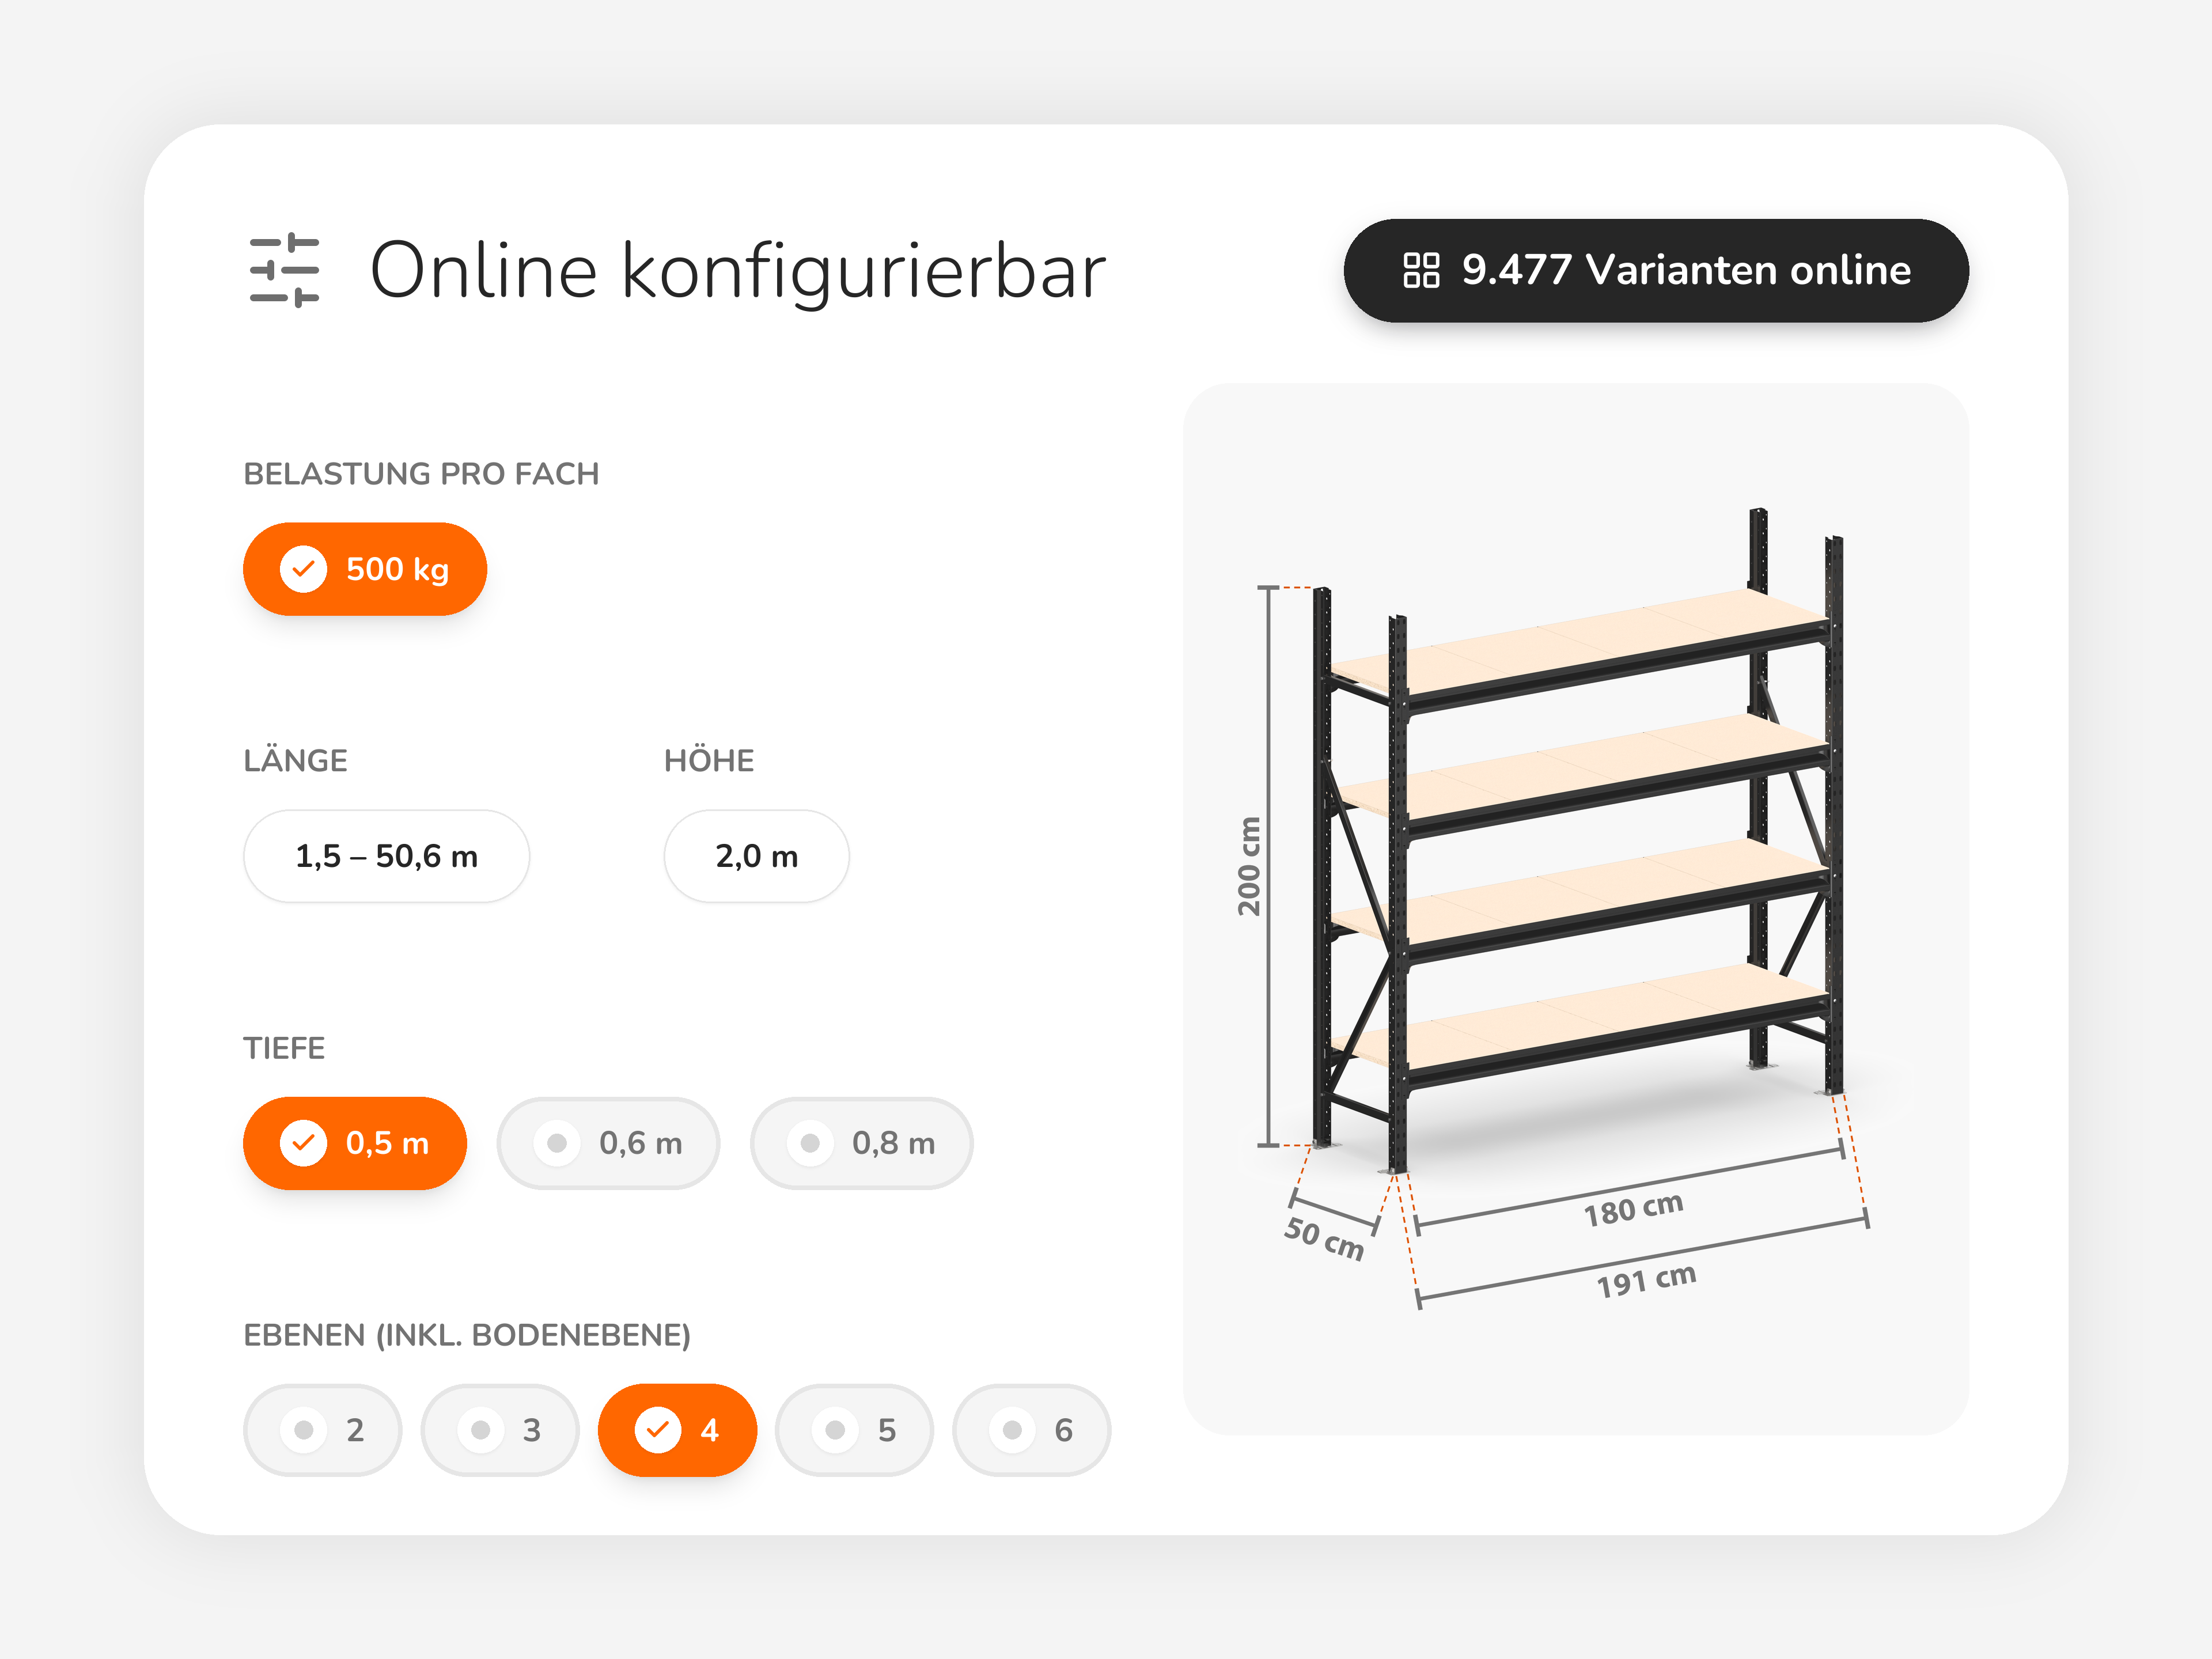 Online konfigurierbar
9.477 Varianten online
BELASTUNG PRO FACH
500 kg
LÄNGE
HÖHE
1,5 – 50,6 m
2,0 m
TIEFE
0,5 m
0,6 m
0,8 m
EBENEN (INKL. BODENEBENE)
2
3
4
5
6
200 cm
50 cm
180 cm
191 cm